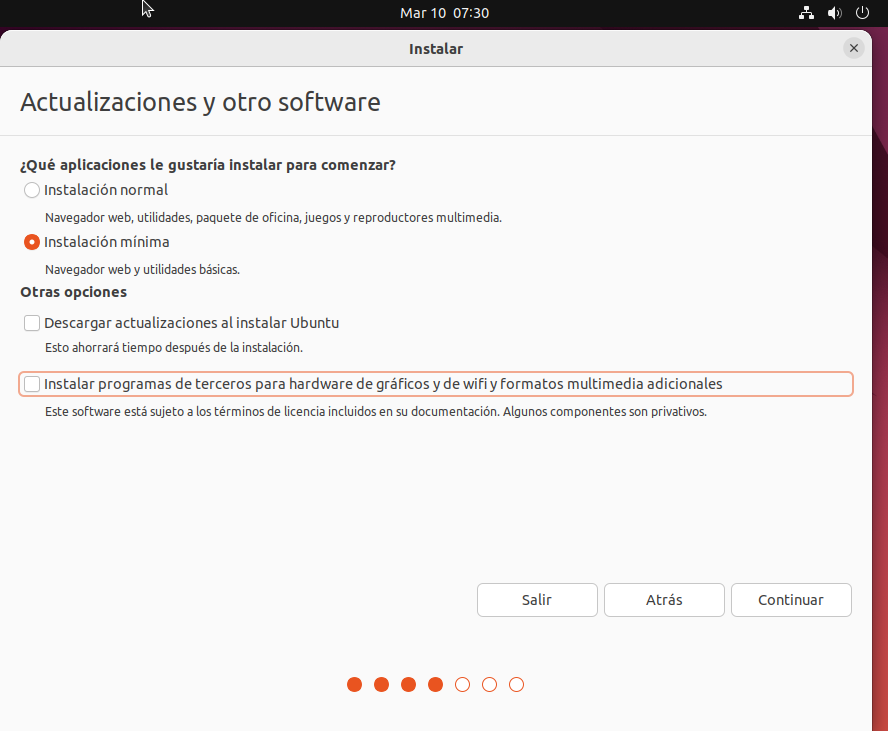 Mar 10 07:30
Instalar
Actualizaciones y otro software
¿Qué aplicaciones le gustaría instalar para comenzar?
Instalación normal
Navegador web, utilidades, paquete de oficina, juegos y reproductores multimedia.
Instalación mínima
Navegador web y utilidades básicas.
Otras opciones
Descargar actualizaciones al instalar Ubuntu
Esto ahorrará tiempo después de la instalación.
Instalar programas de terceros para hardware de gráficos y de wifi y formatos multimedia adicionales
Este software está sujeto a los términos de licencia incluidos en su documentación. Algunos componentes son privativos.
Salir Atrás Continuar